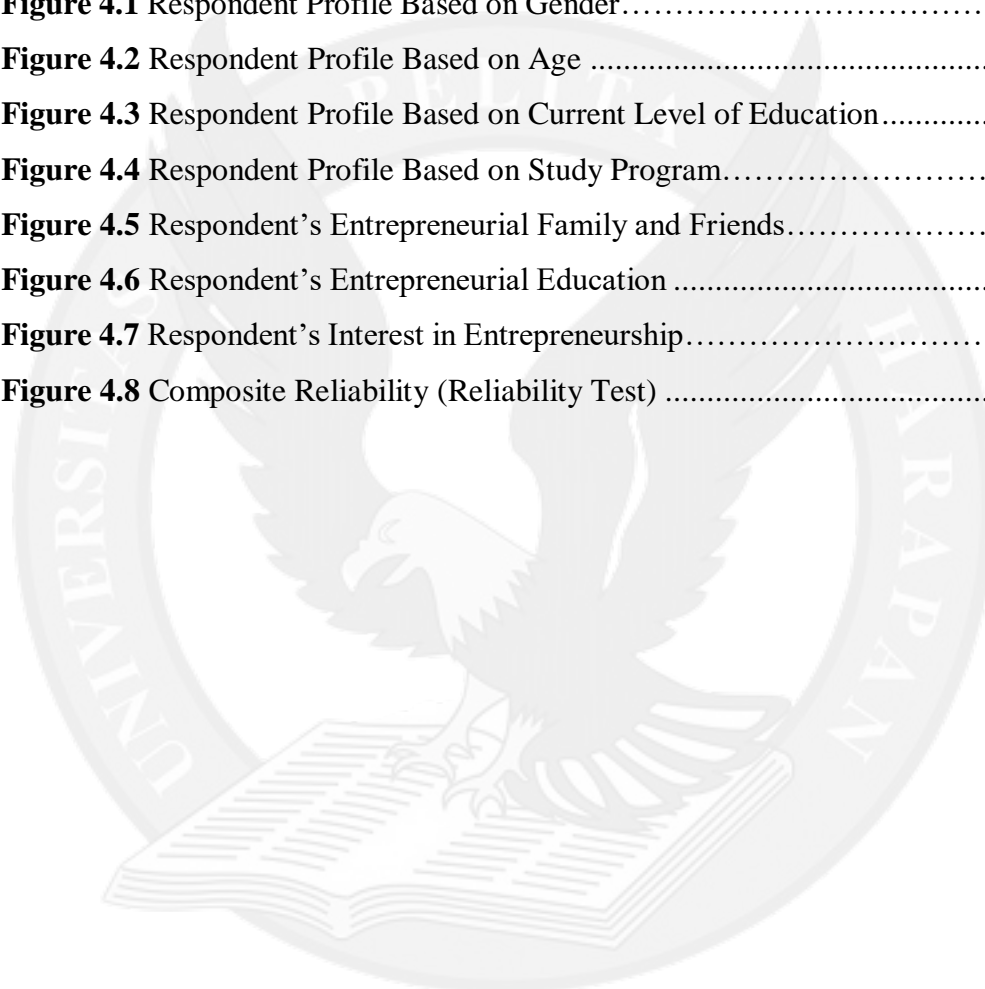 Figure 4.1 Respondent Profile Based on Gender…………………………………
Figure 4.2 Respondent Profile Based on Age ...................................................
Figure 4.3 Respondent Profile Based on Current Level of Education.............
Figure 4.4 Respondent Profile Based on Study Program………………………
Figure 4.5 Respondent’s Entrepreneurial Family and Friends…………………
Figure 4.6 Respondent’s Entrepreneurial Education ........................................
Figure 4.7 Respondent’s Interest in Entrepreneurship…………………………
Figure 4.8 Composite Reliability (Reliability Test) .........................................
UNIVERSITAS PELITA HARAPAN